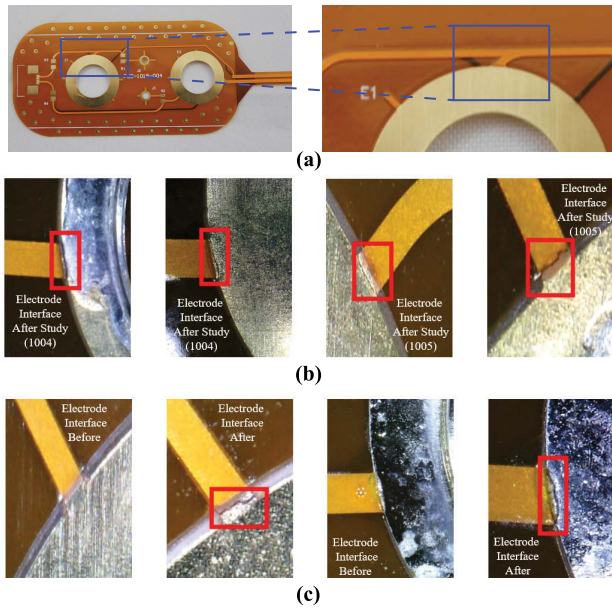 E1
(a)
Electrode
Interface
After Study
(1004)
Electrode
Interface
After Study
(1004)
Electrode
Interface
After Study
(1005)
Electrode
Interface
After Study
(1005)
(b)
Electrode
Interface
Before
Electrode
Interface
After
Electrode
Interface
Before
Electrode
Interface
After
(c)